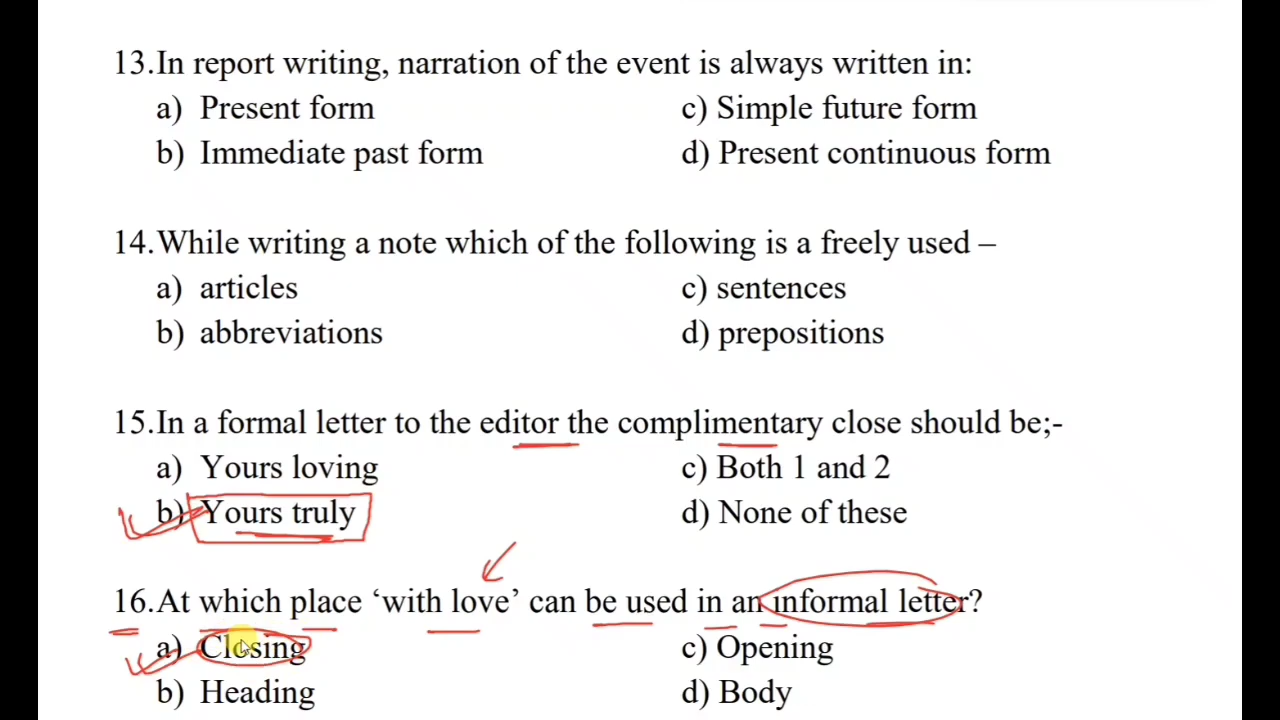 13.In report writing, narration of the event is always written in:
a) Present form c) Simple future form
b) Immediate past form d) Present continuous form
14.While writing a note which of the following is a freely used –
a) articles c) sentences
b) abbreviations d) prepositions
15.In a formal letter to the editor the complimentary close should be;-
a) Yours loving c) Both 1 and 2
b) Yours truly d) None of these
16.At which place ‘with love’ can be used in an informal letter?
a) Closing c) Opening
b) Heading d) Body